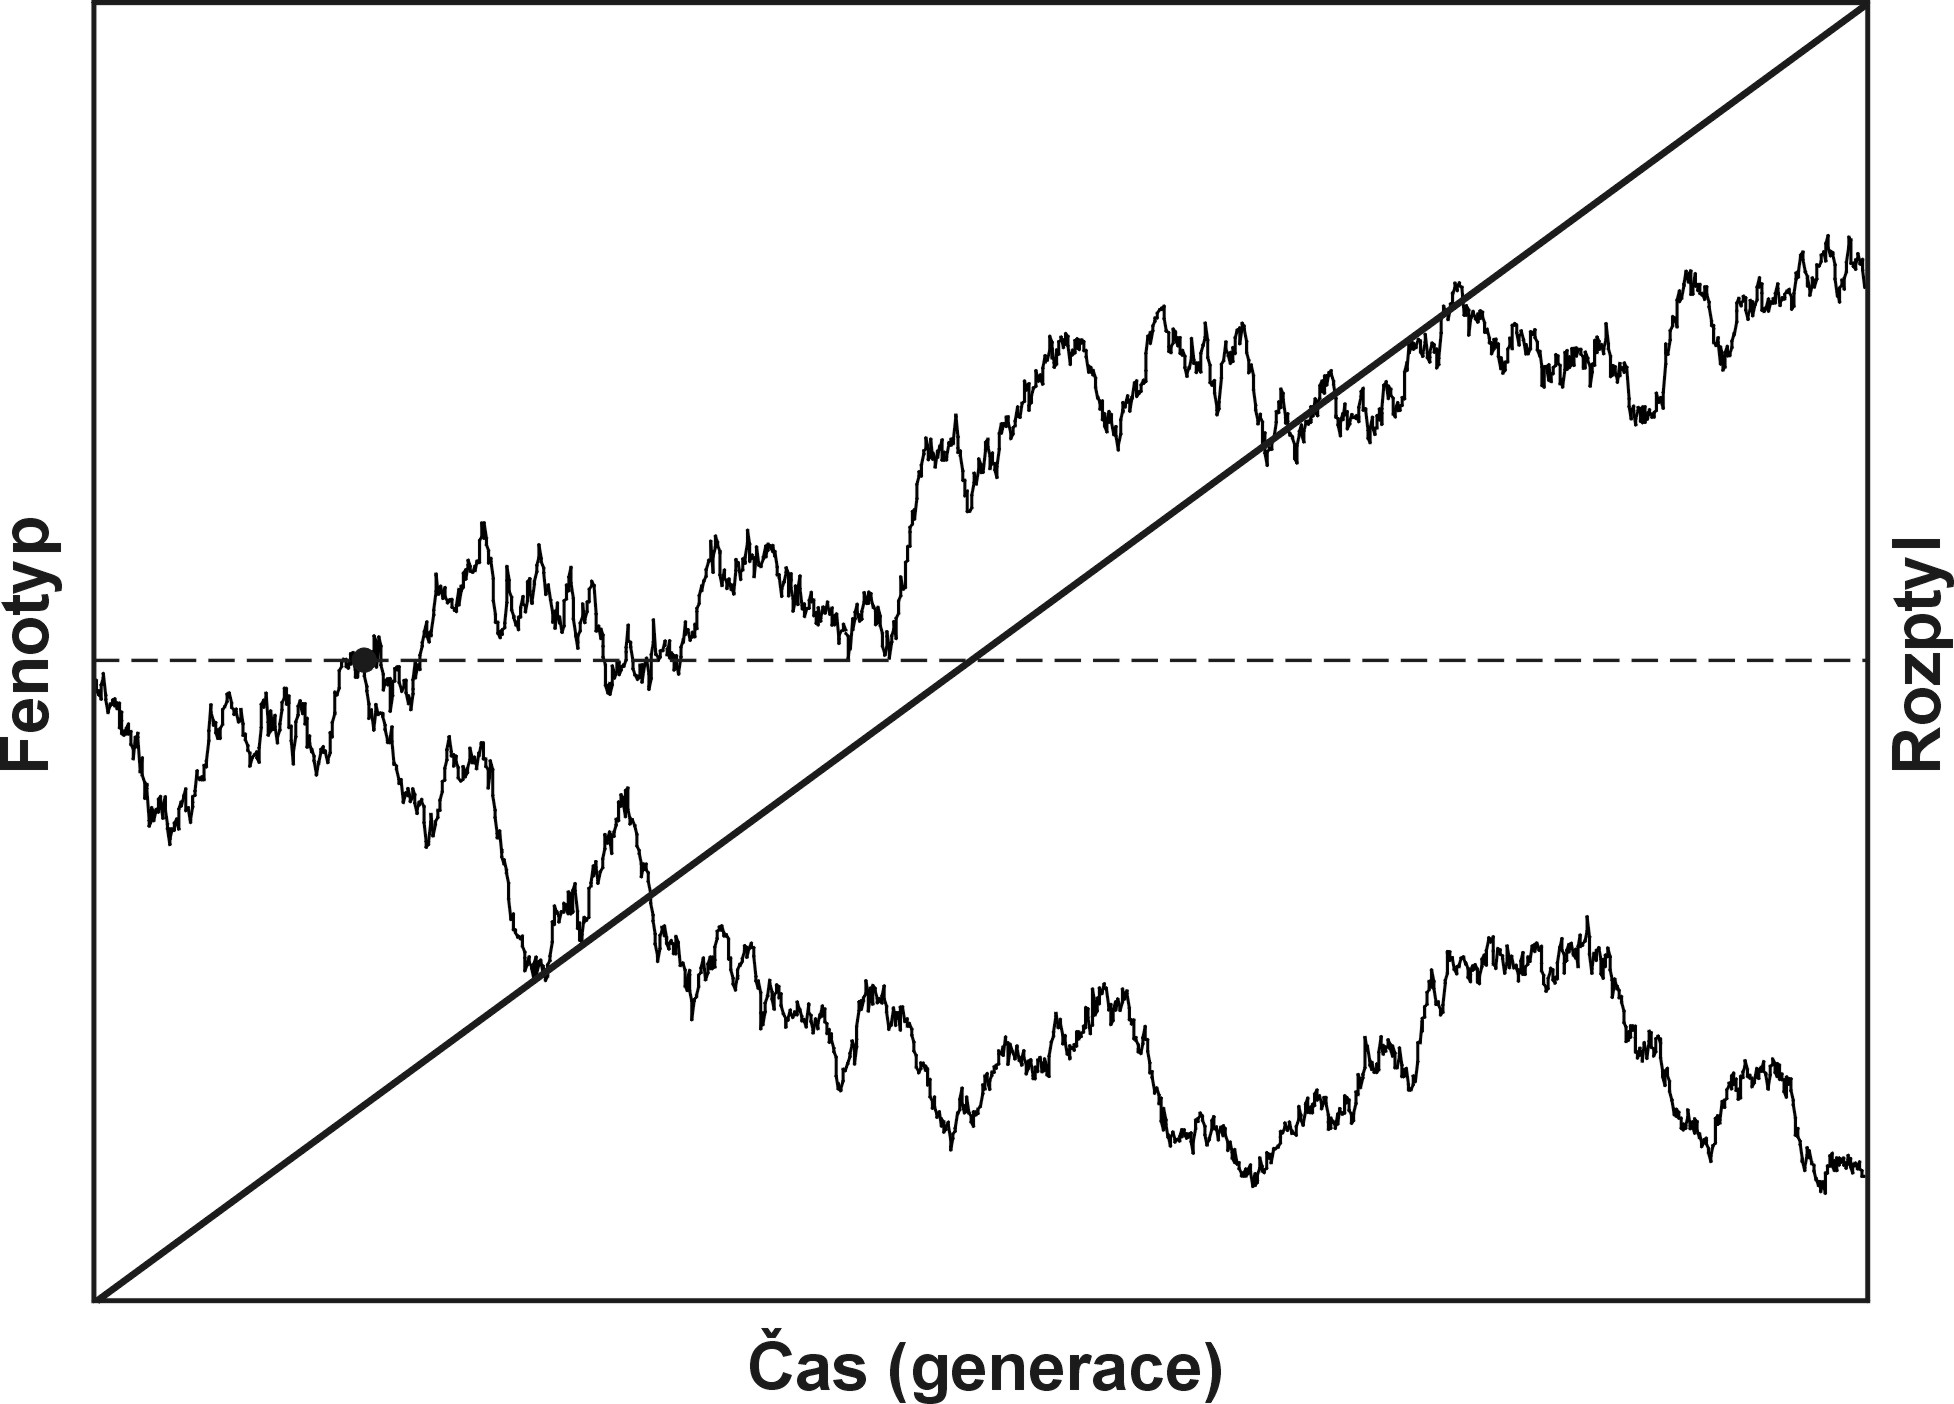 Fenotyp
Rozptyl
Čas (generace)